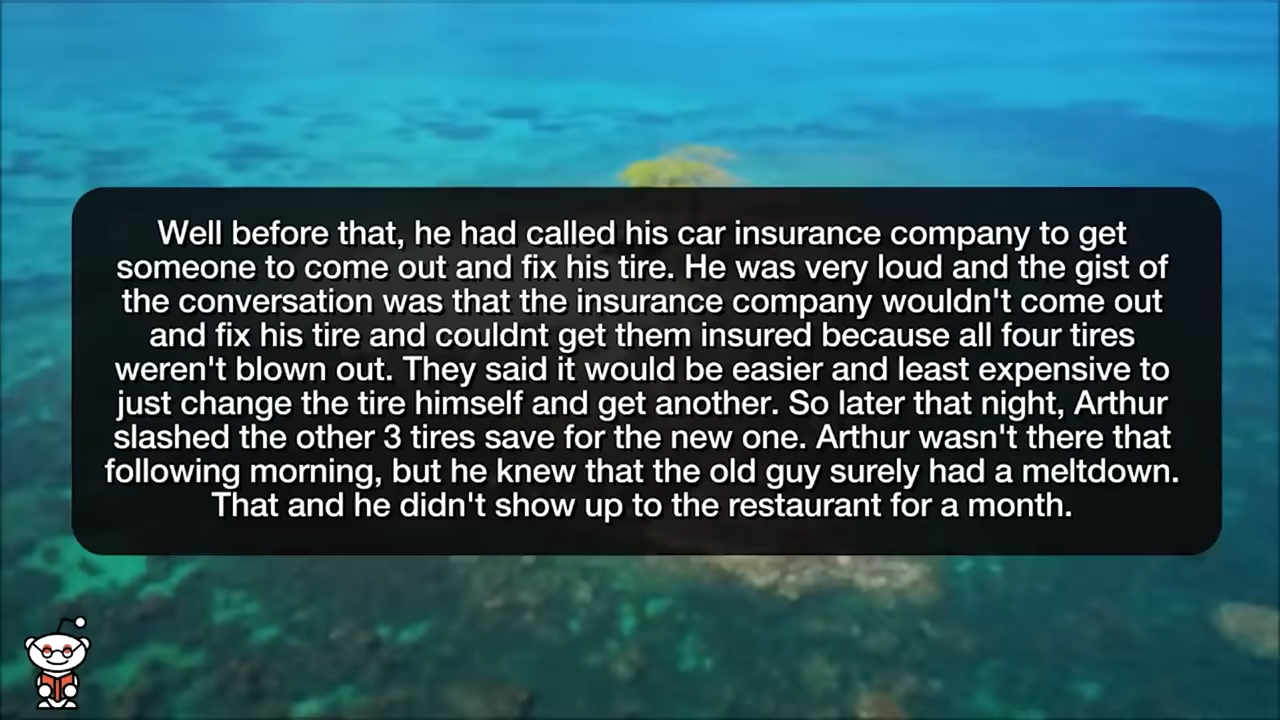 Well before that, he had called his car insurance company to get
someone to come out and fix his tire. He was very loud and the gist of
the conversation was that the insurance company wouldn't come out
and fix his tire and couldnt get them insured because all four tires
weren't blown out. They said it would be easier and least expensive to
just change the tire himself and get another. So later that night, Arthur
slashed the other 3 tires save for the new one. Arthur wasn't there that
following morning, but he knew that the old guy surely had a meltdown.
That and he didn't show up to the restaurant for a month.